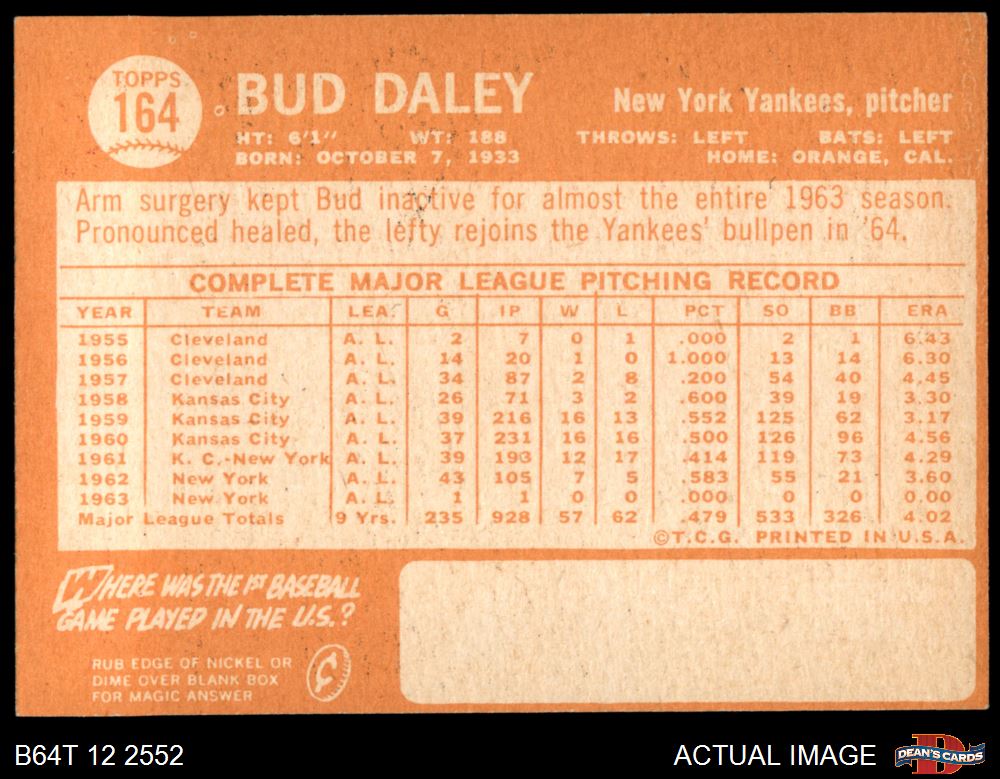 TOPPS
164
BUD DALEY
New York Yankees, pitcher
HT: 6'1" WT: 188 THROWS: LEFT BATS: LEFT
BORN: OCTOBER 7, 1933 HOME: ORANGE, CAL.
Arm surgery kept Bud inactive for almost the entire 1963 season.
Pronounced healed, the lefty rejoins the Yankees' bullpen in '64.
COMPLETE MAJOR LEAGUE PITCHING RECORD
YEAR TEAM LEA. G IP W L PCT SO BB ERA
1955 Cleveland A. L. 2 7 0 1 .000 2 1 6.43
1956 Cleveland A. L. 14 20 1 0 1.000 13 14 6.30
1957 Cleveland A. L. 34 87 2 8 .200 54 40 4.45
1958 Kansas City A. L. 26 71 3 2 .600 39 19 3.30
1959 Kansas City A. L. 39 216 16 13 .552 125 62 3.17
1960 Kansas City A. L. 37 231 16 16 .500 126 96 4.56
1961 K. C.-New York A. L. 39 190 12 17 .414 119 73 4.29
1962 New York A. L. 43 105 7 5 .583 55 21 3.60
1963 New York A. L. 1 1 0 0 .000 0 0 0.00
Major League Totals 9 Yrs. 235 928 57 62 .479 533 326 4.02
©T.C.G. PRINTED IN U.S.A.
WHERE WAS THE 1ST BASEBALL
GAME PLAYED IN THE U.S.?
RUB EDGE OF NICKEL OR
DIME OVER BLANK BOX
FOR MAGIC ANSWER
B64T 12 2552 ACTUAL IMAGE
DEAN'S CARDS